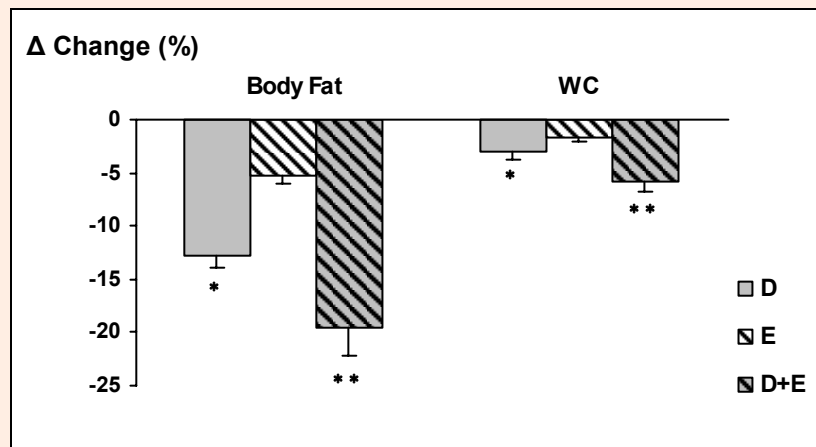 Δ Change (%)
Body Fat WC
0
-5
*
**
-10
-15
*
-20
**
-25
D
E
D+E